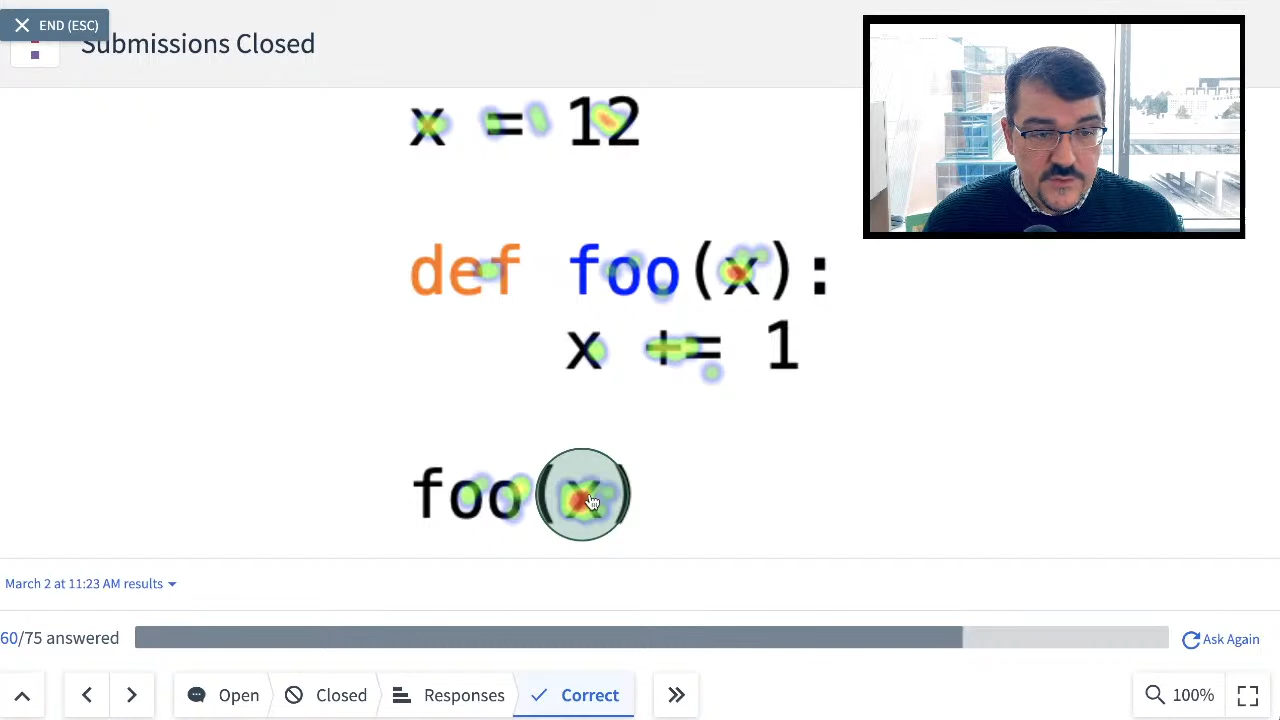 END (ESC)
Submissions Closed
x = 12
def foo(x):
x += 1
foo(x)
March 2 at 11:23 AM results
60/75 answered
Ask Again
Open
Closed
Responses
Correct
100%